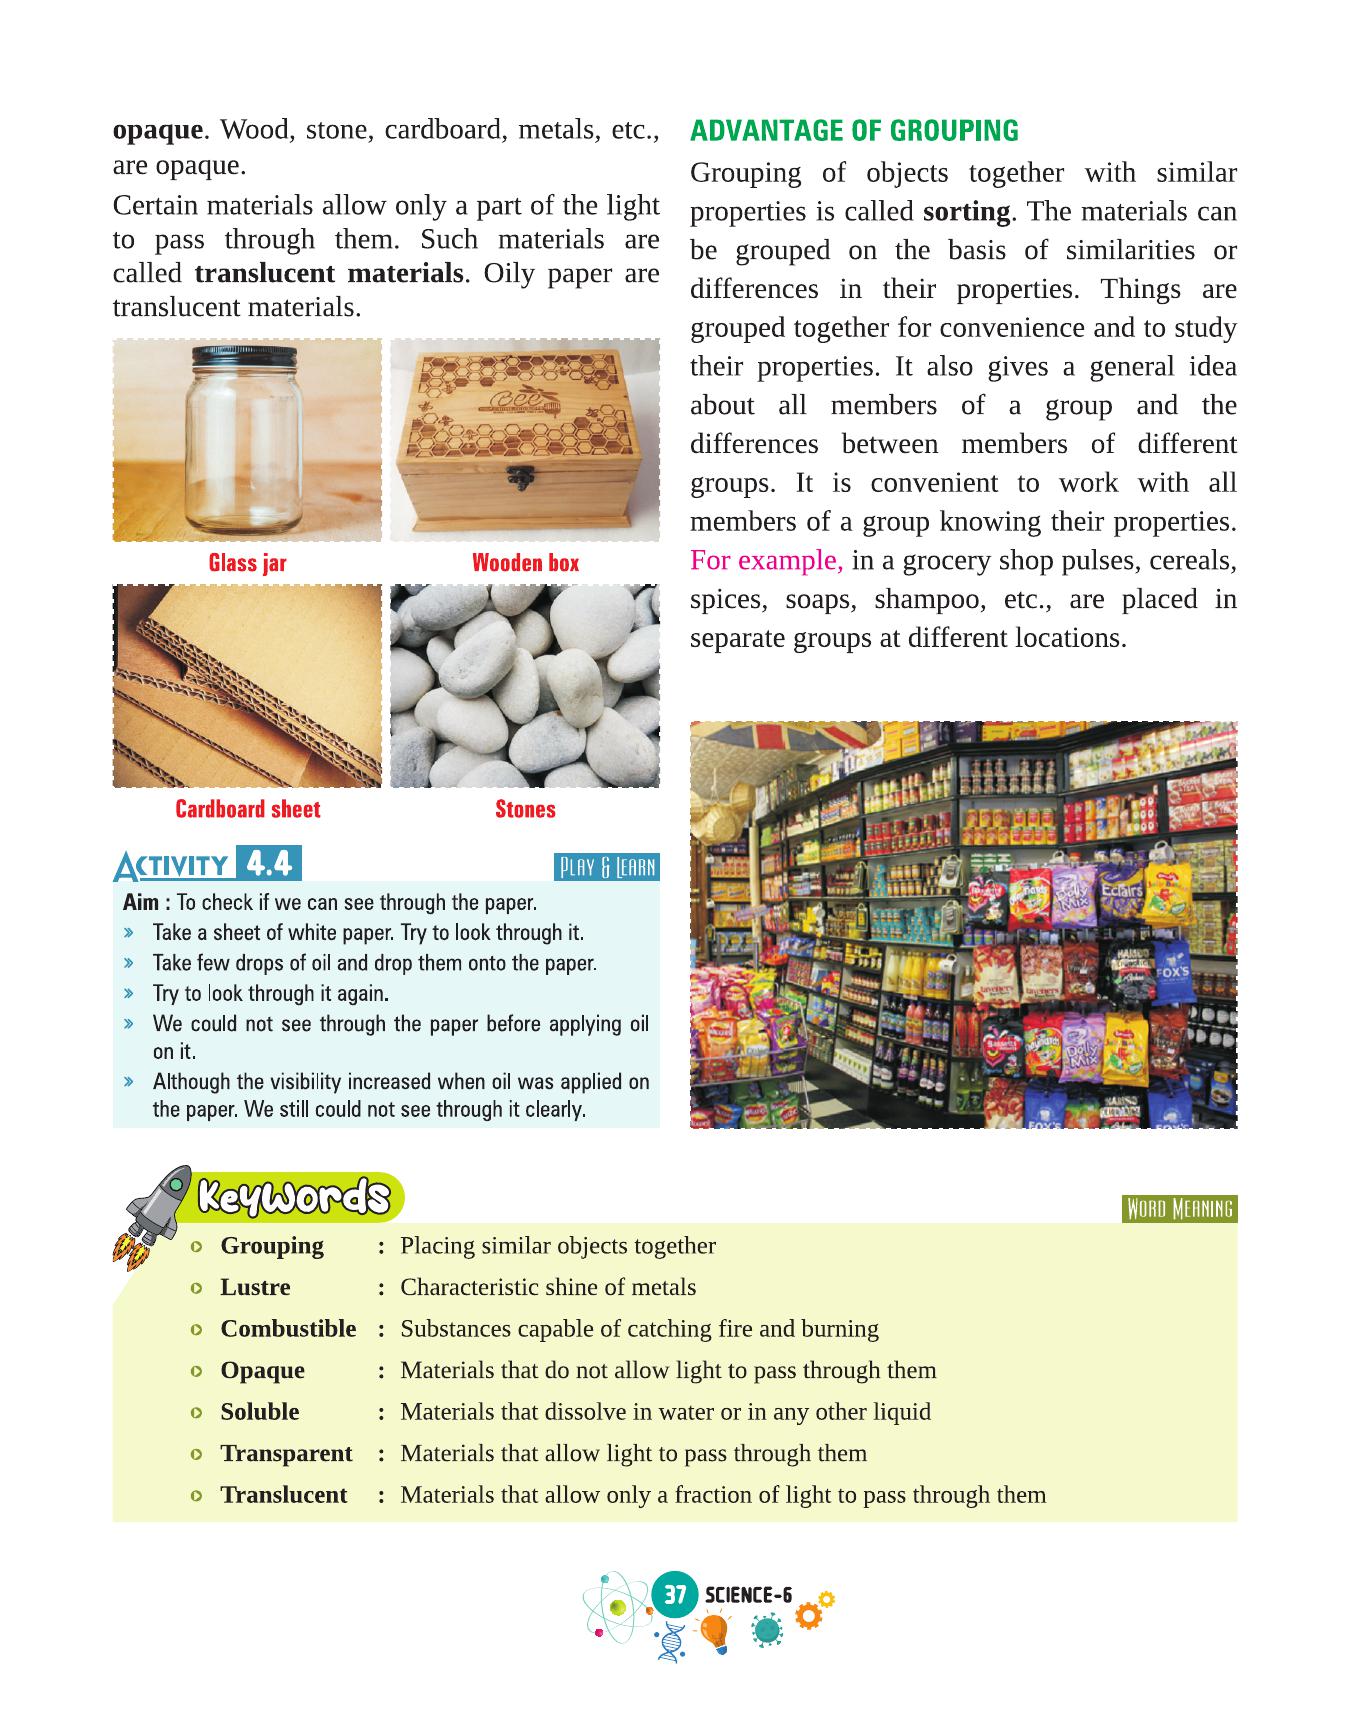 opaque. Wood, stone, cardboard, metals, etc.,
are opaque.
Certain materials allow only a part of the light
to pass through them. Such materials are
called translucent materials. Oily paper are
translucent materials.
Glass jar
Wooden box
Cardboard sheet
Stones
ACTIVITY 4.4
PLAY & LEARN
Aim : To check if we can see through the paper.
» Take a sheet of white paper. Try to look through it.
» Take few drops of oil and drop them onto the paper.
» Try to look through it again.
» We could not see through the paper before applying oil
on it.
» Although the visibility increased when oil was applied on
the paper. We still could not see through it clearly.
ADVANTAGE OF GROUPING
Grouping of objects together with similar
properties is called sorting. The materials can
be grouped on the basis of similarities or
differences in their properties. Things are
grouped together for convenience and to study
their properties. It also gives a general idea
about all members of a group and the
differences between members of different
groups. It is convenient to work with all
members of a group knowing their properties.
For example, in a grocery shop pulses, cereals,
spices, soaps, shampoo, etc., are placed in
separate groups at different locations.
Bee
Dolly
Mix
Eclairs
FOX'S
Dolly
Mix
FOX'S
FOX'S
KeyWords
WORD MEANING
Grouping : Placing similar objects together
Lustre : Characteristic shine of metals
Combustible : Substances capable of catching fire and burning
Opaque : Materials that do not allow light to pass through them
Soluble : Materials that dissolve in water or in any other liquid
Transparent : Materials that allow light to pass through them
Translucent : Materials that allow only a fraction of light to pass through them
37 SCIENCE-6